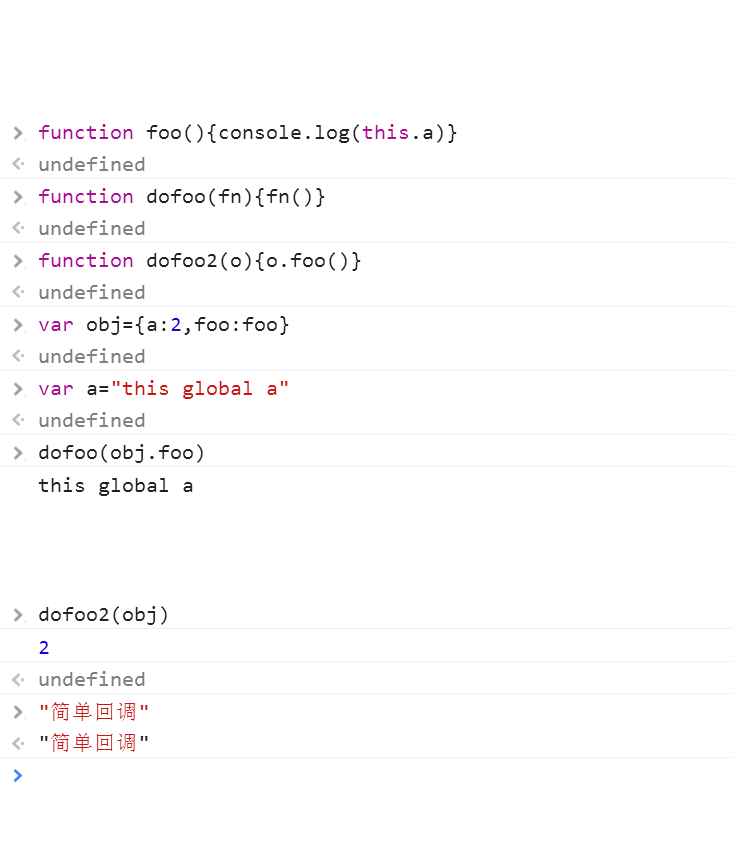 function foo(){console.log(this.a)}
undefined
function dofoo(fn){fn()}
undefined
function dofoo2(o){o.foo()}
undefined
var obj={a:2,foo:foo}
undefined
var a="this global a"
undefined
dofoo(obj.foo)
this global a
dofoo2(obj)
2
undefined
"简单回调"
"简单回调"